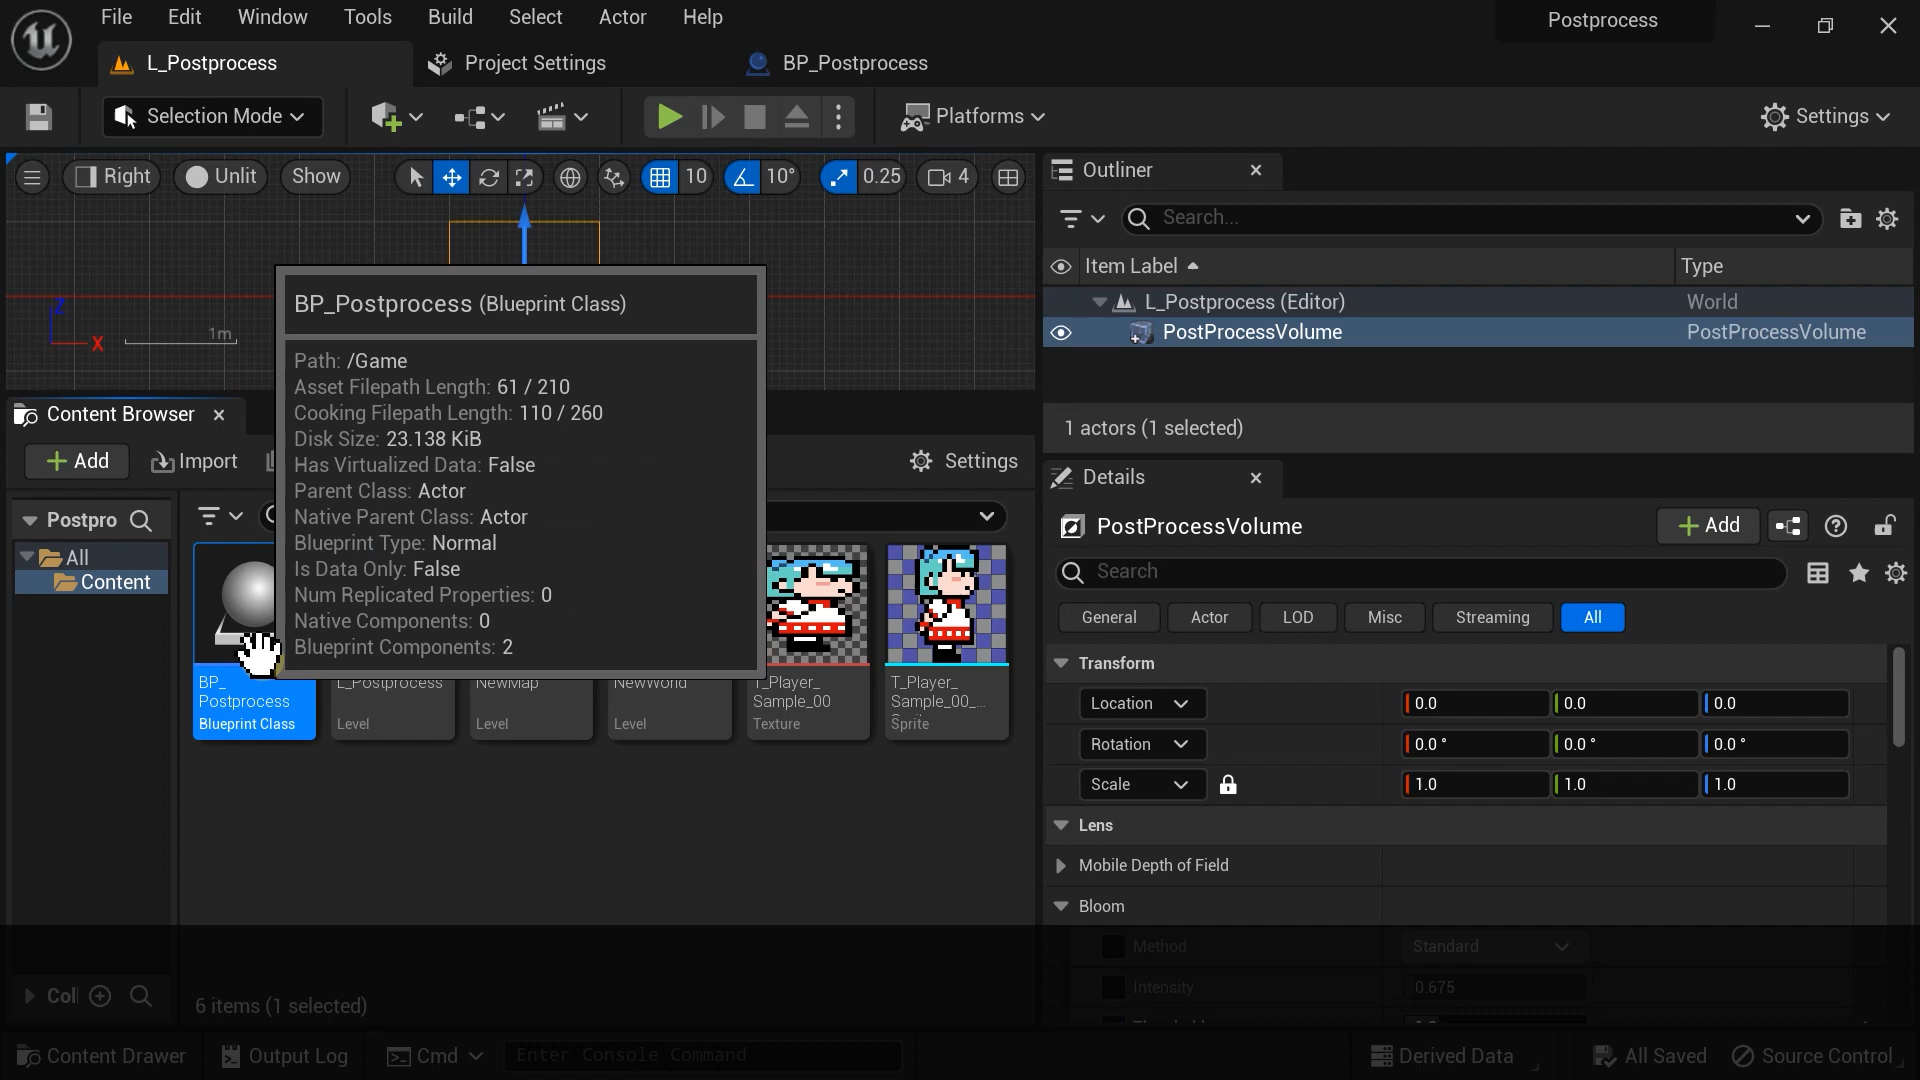 File Edit Window Tools Build Select Actor Help
Postprocess
L_Postprocess
Project Settings
BP_Postprocess
Selection Mode
Platforms
Settings
Right
Unlit
Show
10
10°
0.25
4
Z
X
1m
BP_Postprocess (Blueprint Class)
Path: /Game
Asset Filepath Length: 61 / 210
Cooking Filepath Length: 110 / 260
Disk Size: 23.138 KiB
Has Virtualized Data: False
Parent Class: Actor
Native Parent Class: Actor
Blueprint Type: Normal
Is Data Only: False
Num Replicated Properties: 0
Native Components: 0
Blueprint Components: 2
Content Browser
Add
Import
Settings
Postpro
All
Content
BP_
Postprocess
Blueprint Class
L_Postprocess
Level
NewMap
Level
NewWorld
Level
T_Player_
Sample_00
Texture
T_Player_
Sample_00_...
Sprite
Coll
6 items (1 selected)
Outliner
Search...
Item Label
Type
L_Postprocess (Editor)
World
PostProcessVolume
PostProcessVolume
1 actors (1 selected)
Details
PostProcessVolume
Add
Search
General
Actor
LOD
Misc
Streaming
All
Transform
Location
0.0
0.0
0.0
Rotation
0.0 °
0.0 °
0.0 °
Scale
1.0
1.0
1.0
Lens
Mobile Depth of Field
Bloom
Method
Standard
Intensity
0.675
Content Drawer
Output Log
Cmd
Enter Console Command
Derived Data
All Saved
Source Control